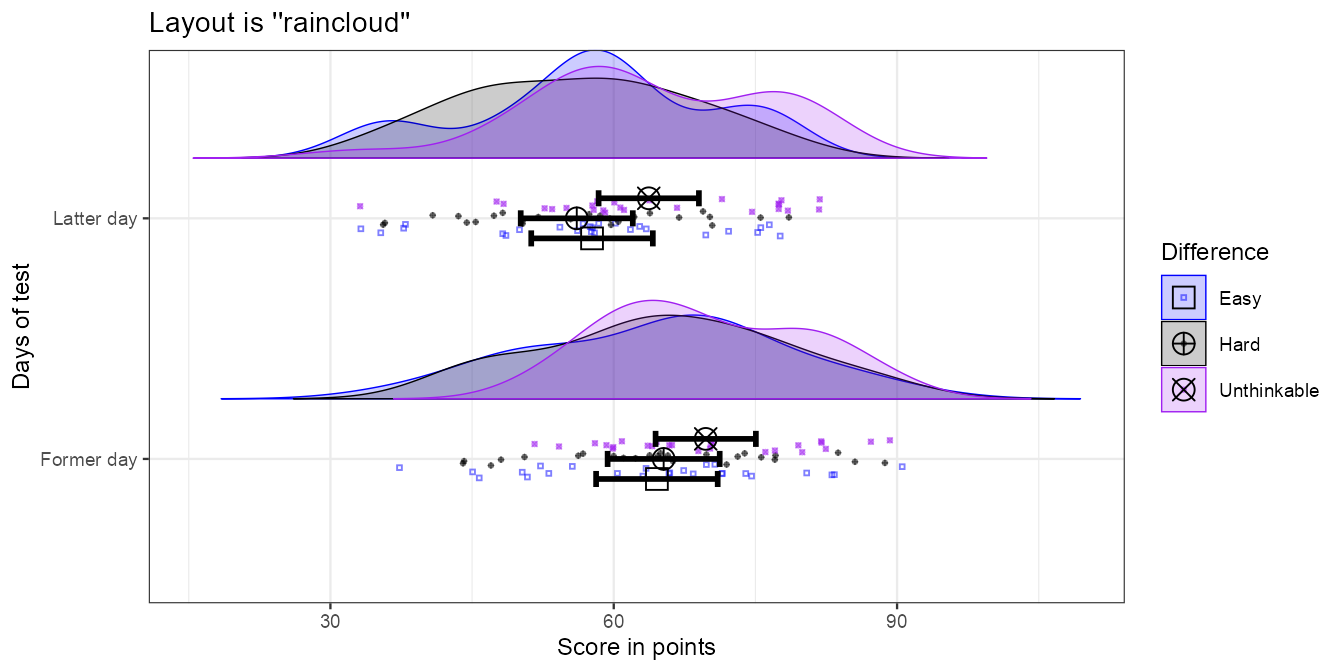 Layout is ''raincloud''
Days of test
Latter day
Former day
30
60
90
Score in points
Difference
Easy
Hard
Unthinkable